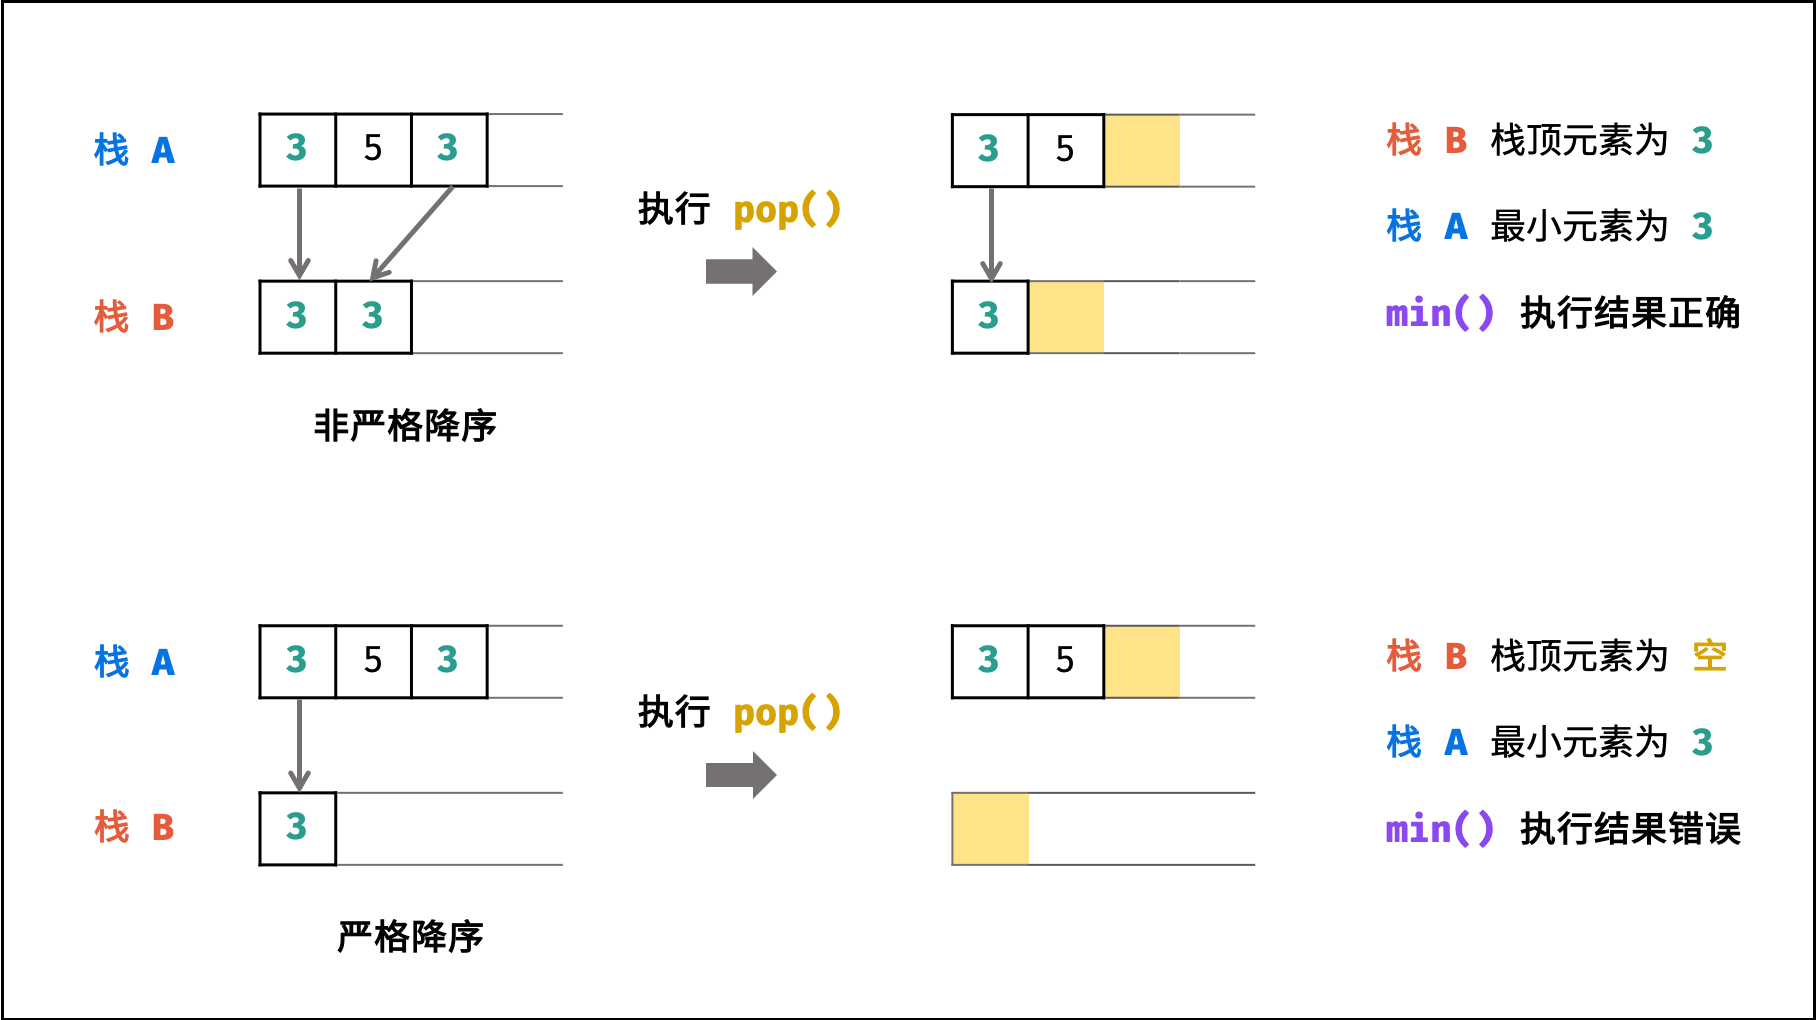 栈 A 3 5 3
执行 pop()
栈 B 3 3
非严格降序
3 5
3
栈 B 栈顶元素为 3
栈 A 最小元素为 3
min() 执行结果正确
栈 A 3 5 3
执行 pop()
栈 B 3
严格降序
3 5
栈 B 栈顶元素为 空
栈 A 最小元素为 3
min() 执行结果错误